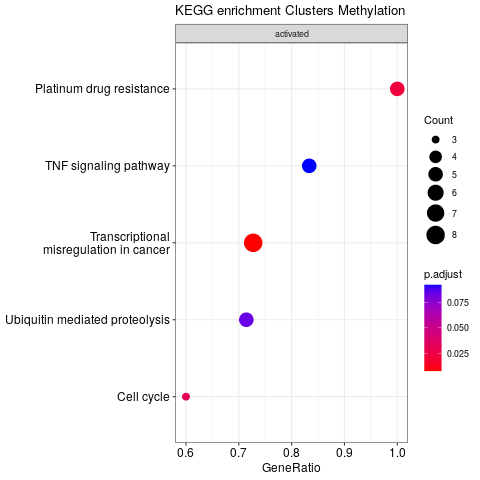 KEGG enrichment Clusters Methylation
activated
Platinum drug resistance
TNF signaling pathway
Transcriptional
misregulation in cancer
Ubiquitin mediated proteolysis
Cell cycle
0.6
0.7
0.8
0.9
1.0
GeneRatio
Count
3
4
5
6
7
8
p.adjust
0.075
0.050
0.025